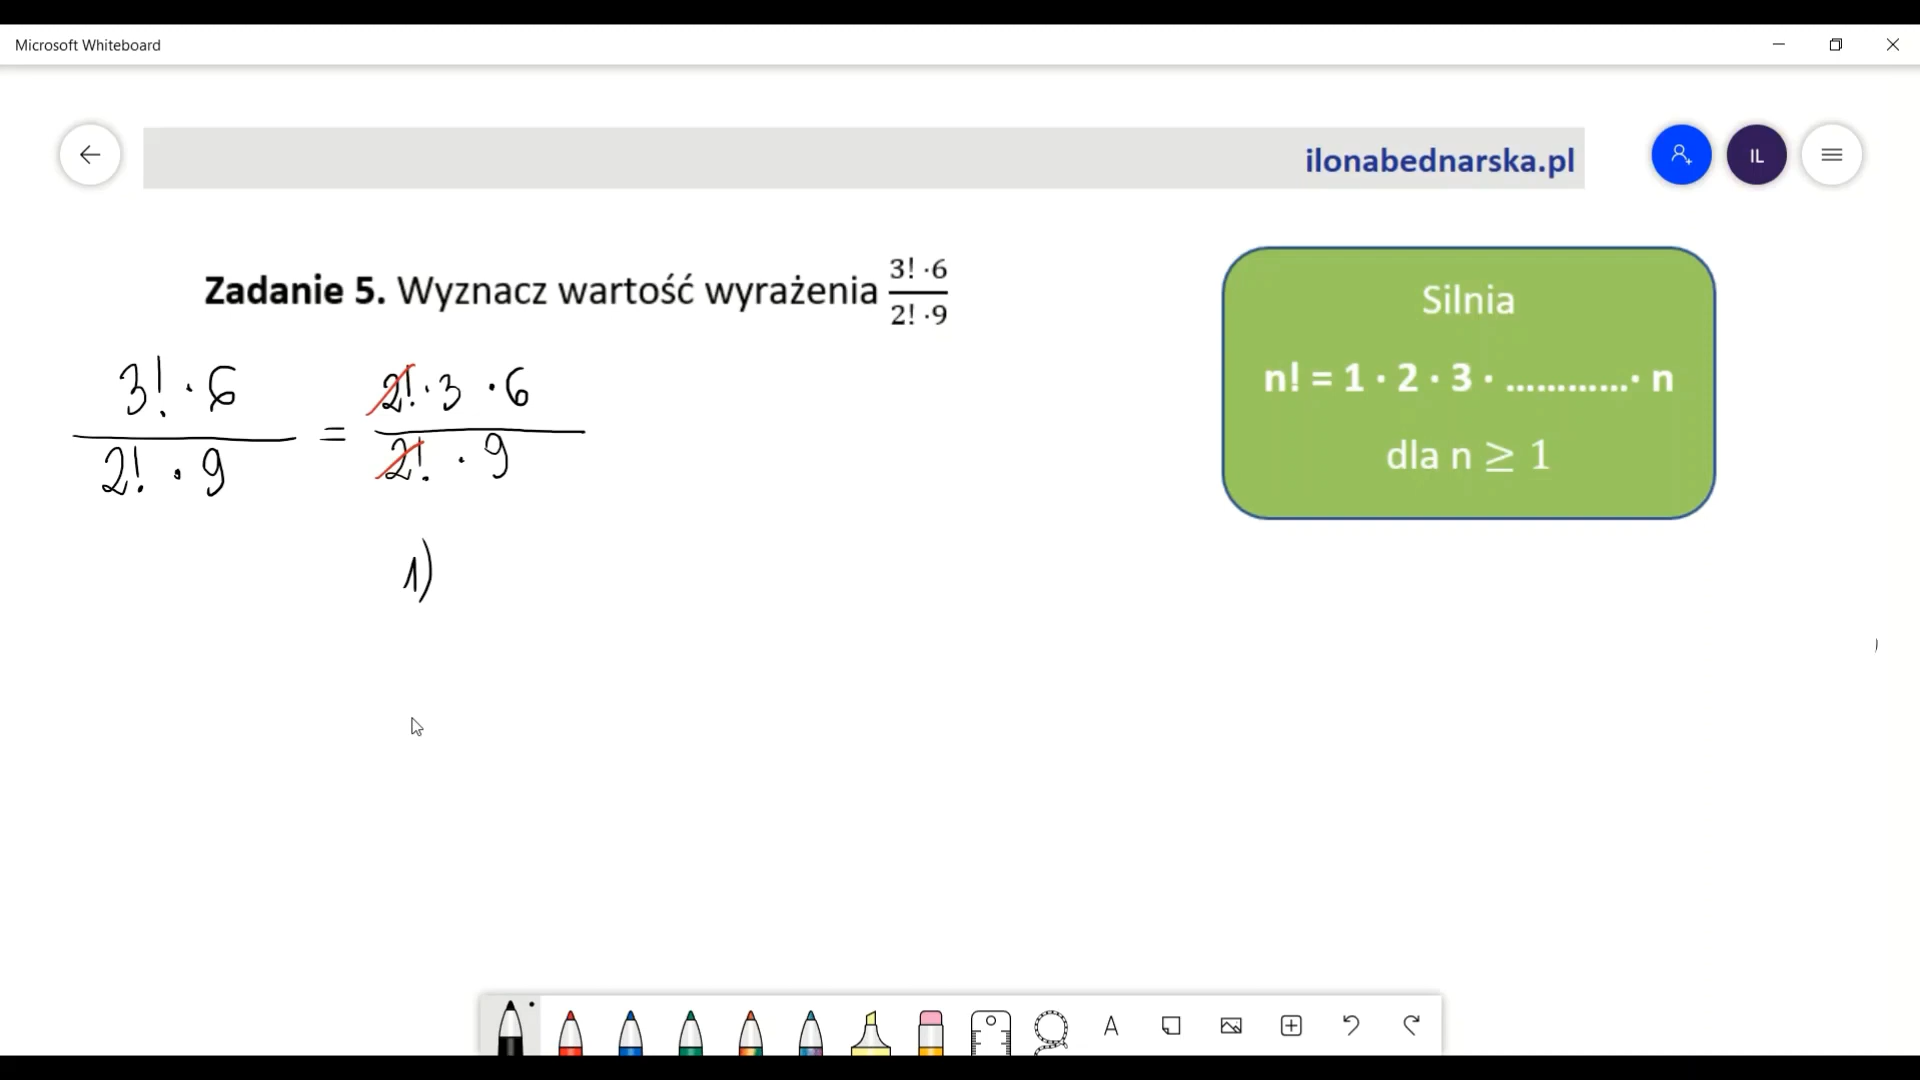 Microsoft Whiteboard
ilonabednarska.pl
IL
Zadanie 5. Wyznacz wartość wyrażenia 3! ·6 / 2! ·9
Silnia
n! = 1 · 2 · 3 · ............· n
dla n ≥ 1
3! · 6 / 2! · 9 = 2! · 3 · 6 / 2! · 9
1)
A